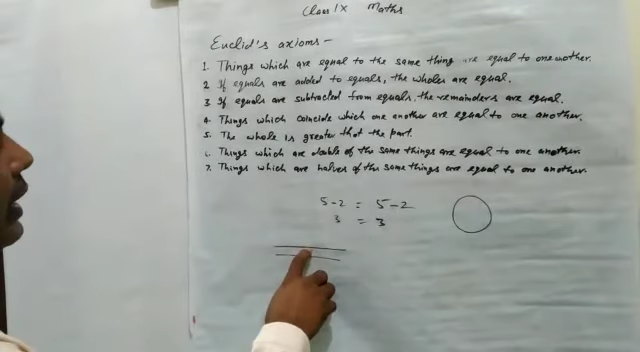 Class IX Maths
Euclid's axioms -
1. Things which are equal to the same thing are equal to one another.
2 If equals are added to equals, the wholes are equal.
3 If equals are subtracted from equals, the remainders are equal.
4. Things which coincide which one another are equal to one another.
5. The whole is greater that the part.
6. Things which are double of the same things are equal to one another.
7. Things which are halves of the same things are equal to one another.
5-2 = 5-2
3 = 3